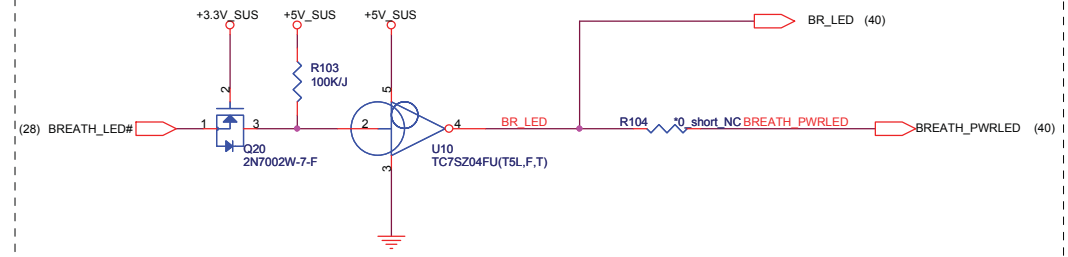 +3.3V_SUS
+5V_SUS
+5V_SUS
BR_LED (40)
R103
100K/J
2
5
(28) BREATH_LED#
1
3
2
4
BR_LED
R104
*0_short_NC
BREATH_PWRLED
BREATH_PWRLED (40)
Q20
2N7002W-7-F
U10
TC7SZ04FU(T5L,F,T)
3